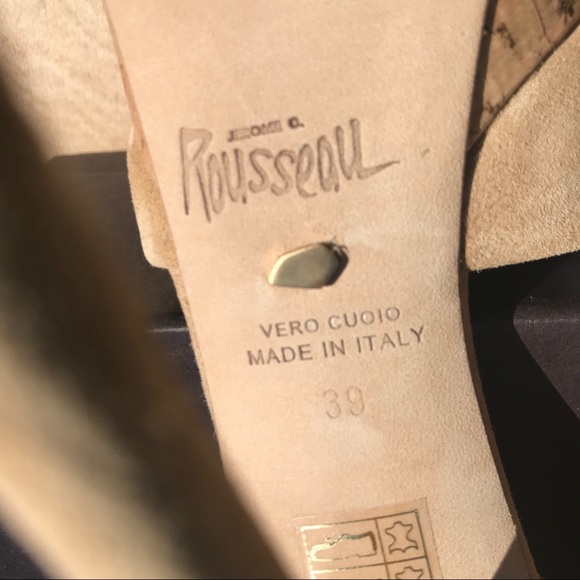 JEROME C.
Rousseau
VERO CUOIO
MADE IN ITALY
39